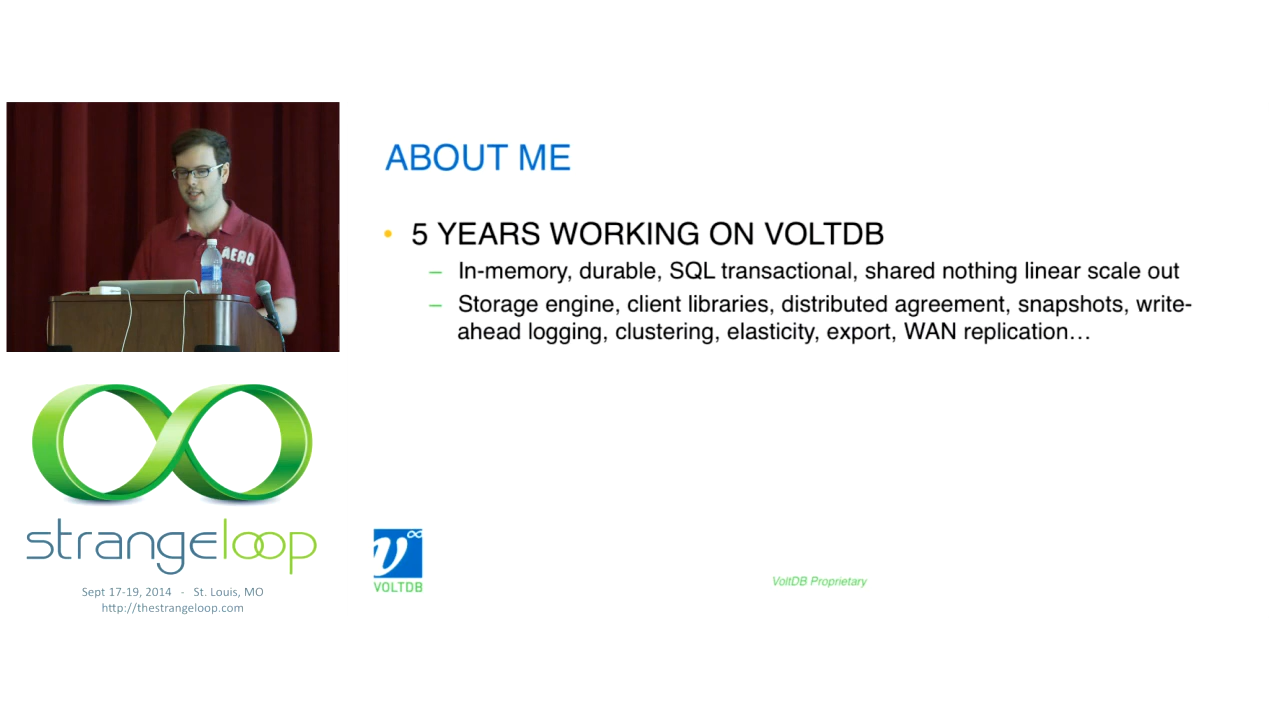 ABOUT ME
• 5 YEARS WORKING ON VOLTDB
– In-memory, durable, SQL transactional, shared nothing linear scale out
– Storage engine, client libraries, distributed agreement, snapshots, write-
ahead logging, clustering, elasticity, export, WAN replication…
AERO
strangeloop
Sept 17-19, 2014 - St. Louis, MO
http://thestrangeloop.com
VOLTDB
VoltDB Proprietary